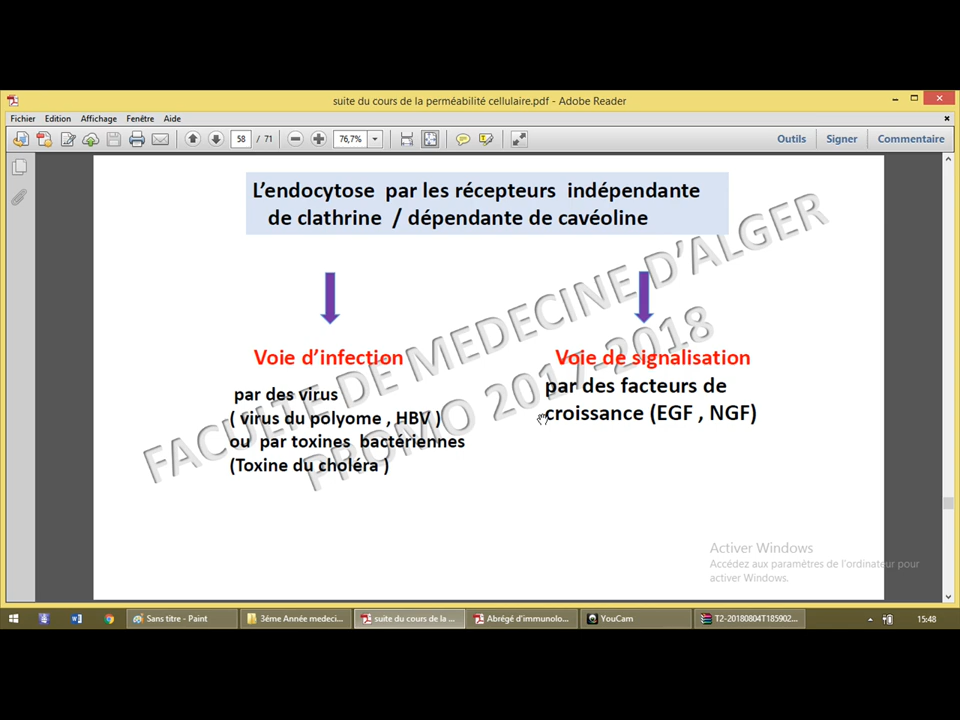 suite du cours de la perméabilité cellulaire.pdf - Adobe Reader
Fichier Edition Affichage Fenêtre Aide
58 / 71 76,7% Outils Signer Commentaire
L’endocytose par les récepteurs indépendante
de clathrine / dépendante de cavéoline
Voie d’infection
par des virus
( virus du polyome , HBV )
ou par toxines bactériennes
(Toxine du choléra )
Voie de signalisation
par des facteurs de
croissance (EGF , NGF)
FACULTE DE MEDECINE D’ALGER
PROMO 2017-2018
Activer Windows
Accédez aux paramètres de l'ordinateur pour
activer Windows.
Sans titre - Paint 3éme Année medeci... suite du cours de la ... Abrégé d'immunolo... YouCam T2-20180804T185902... 15:48